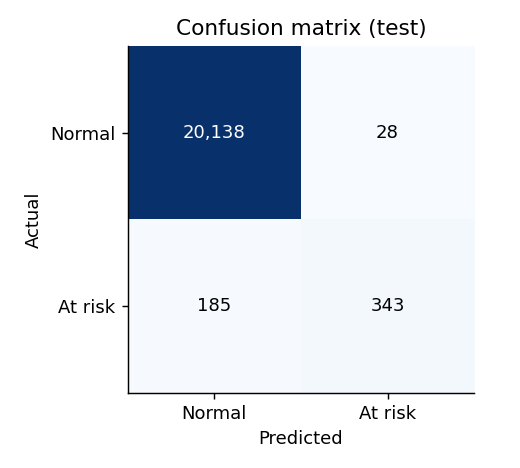 Confusion matrix (test)
Actual
Normal
20,138
28
At risk
185
343
Normal
At risk
Predicted